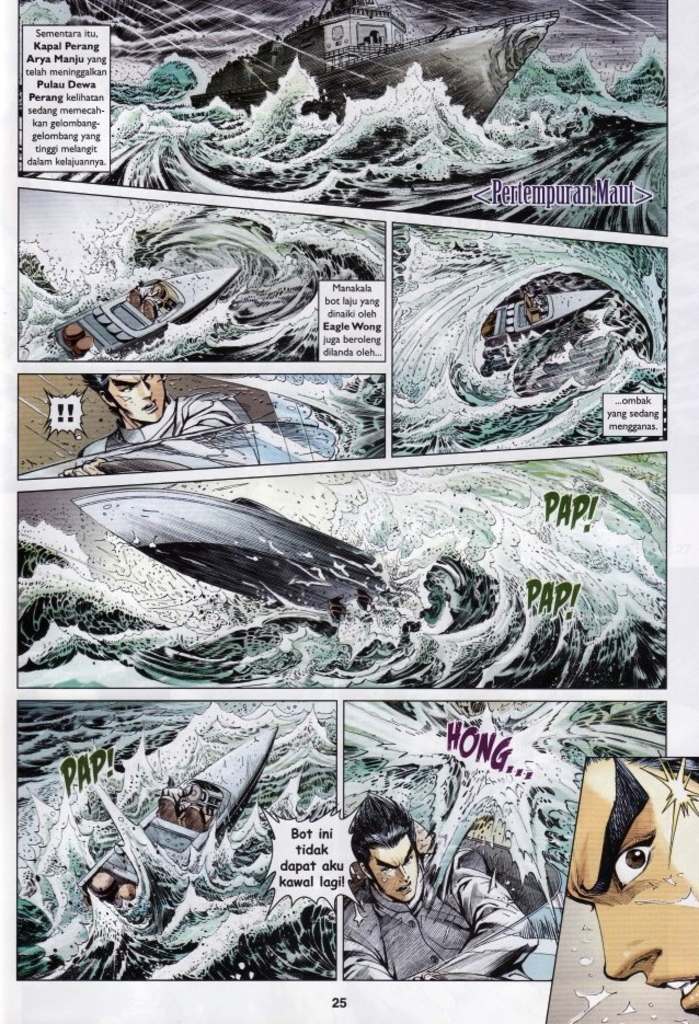 Sementara itu,
Kapal Perang
Arya Manju yang
telah meninggalkan
Pulau Dewa
Perang kelihatan
sedang memecah-
kan gelombang-
gelombang yang
tinggi melangit
dalam kelajuannya.
<Pertempuran Maut>
Manakala
bot laju yang
dinaiki oleh
Eagle Wong
juga beroleng
dilanda oleh...
...ombak
yang sedang
mengganas.
!!
PAP!
PAP!
PAP!
Bot ini
tidak
dapat aku
kawal lagi!
HONG...
25